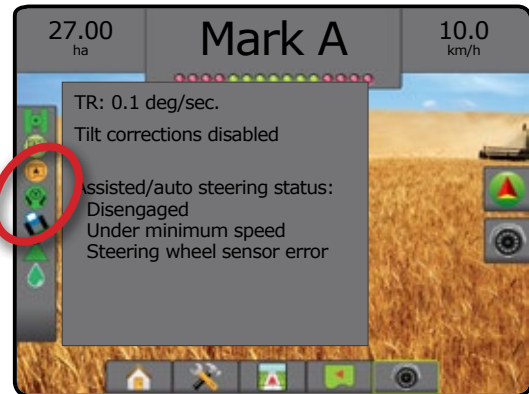 27.00
ha
Mark A
10.0
km/h
TR: 0.1 deg/sec.
Tilt corrections disabled
Assisted/auto steering status:
Disengaged
Under minimum speed
Steering wheel sensor error